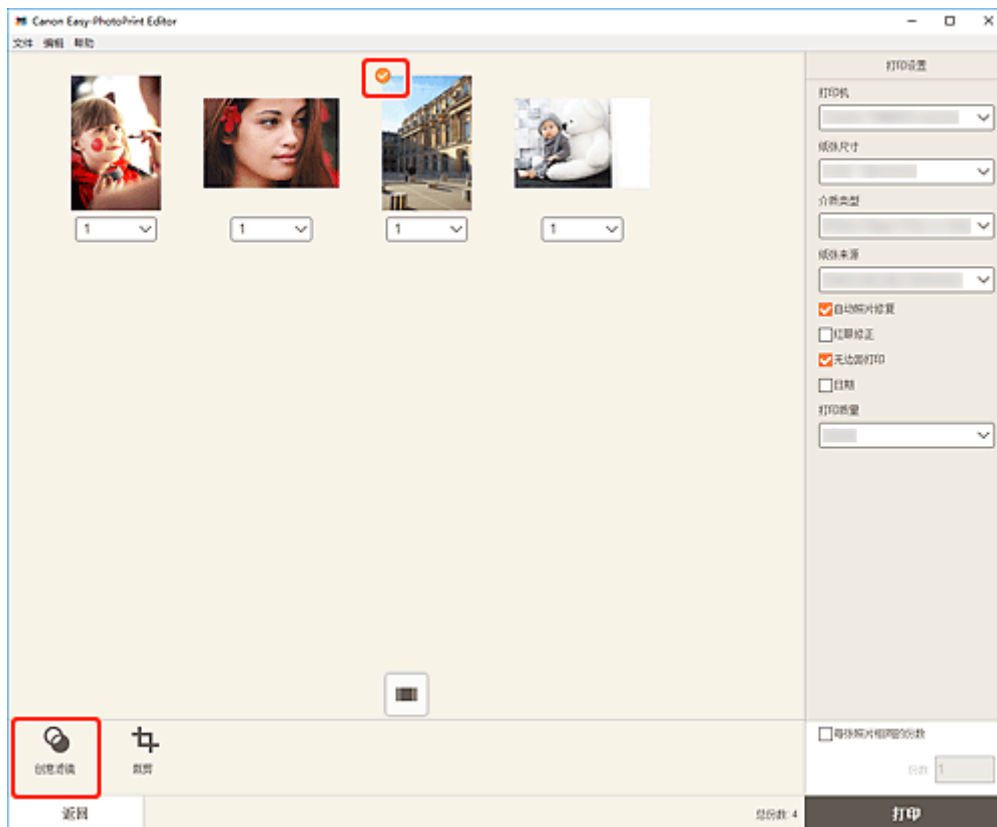 Canon Easy-PhotoPrint Editor
文件 编辑 帮助
打印设置
打印机
纸张尺寸
介质类型
纸张来源
自动照片修复
红眼修正
无边距打印
日期
打印质量
1 1 1 1
创意滤镜 裁剪
每张照片相同的份数
份数 1
返回 总份数: 4 打印